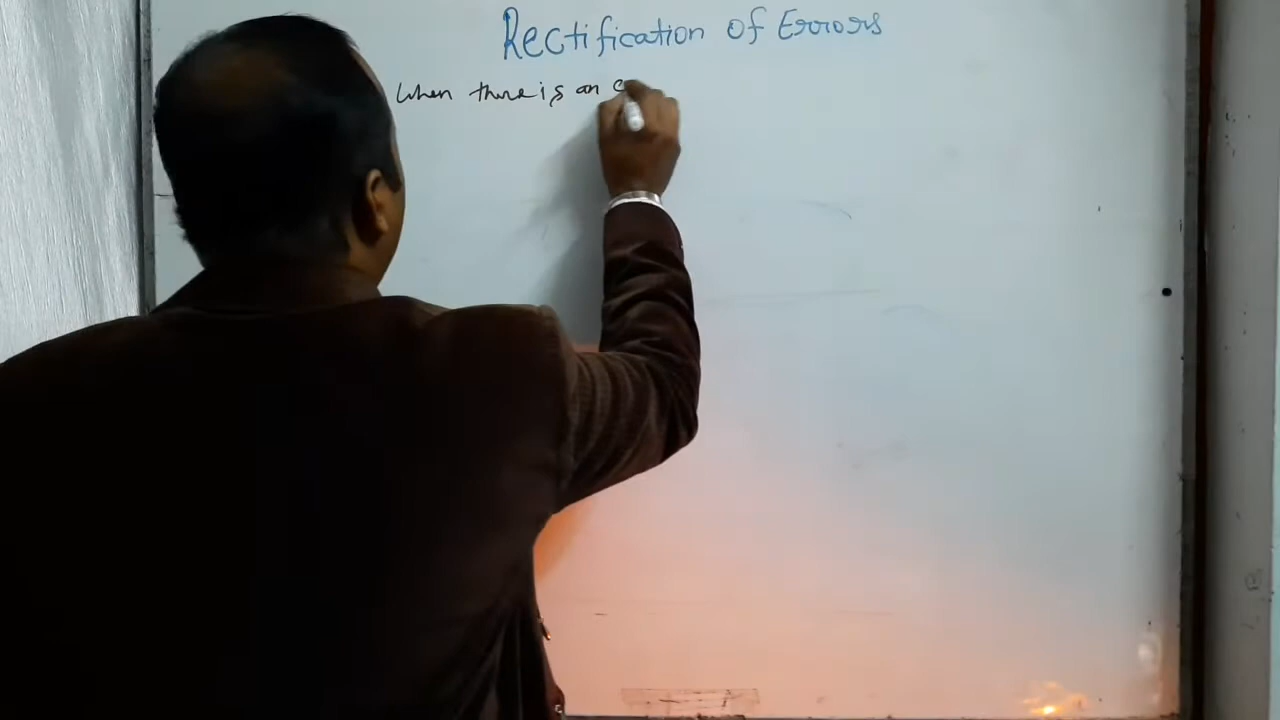 Rectification of Errors
When there is an